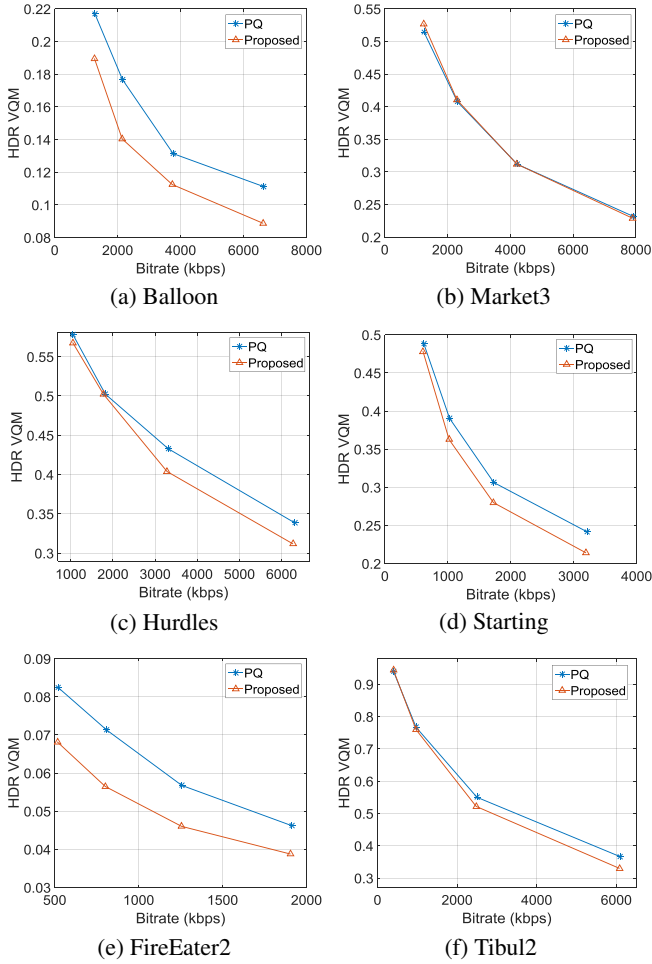 0.22
0.2
0.18
0.16
0.14
0.12
0.1
0.08
0 2000 4000 6000 8000
HDR VQM
Bitrate (kbps)
PQ
Proposed
(a) Balloon
0.55
0.5
0.45
0.4
0.35
0.3
0.25
0.2
0 2000 4000 6000 8000
HDR VQM
Bitrate (kbps)
PQ
Proposed
(b) Market3
0.55
0.5
0.45
0.4
0.35
0.3
1000 2000 3000 4000 5000 6000
HDR VQM
Bitrate (kbps)
PQ
Proposed
(c) Hurdles
0.5
0.45
0.4
0.35
0.3
0.25
0.2
0 1000 2000 3000 4000
HDR VQM
Bitrate (kbps)
PQ
Proposed
(d) Starting
0.09
0.08
0.07
0.06
0.05
0.04
0.03
500 1000 1500 2000
HDR VQM
Bitrate (kbps)
PQ
Proposed
(e) FireEater2
0.9
0.8
0.7
0.6
0.5
0.4
0.3
0 2000 4000 6000
HDR VQM
Bitrate (kbps)
PQ
Proposed
(f) Tibul2